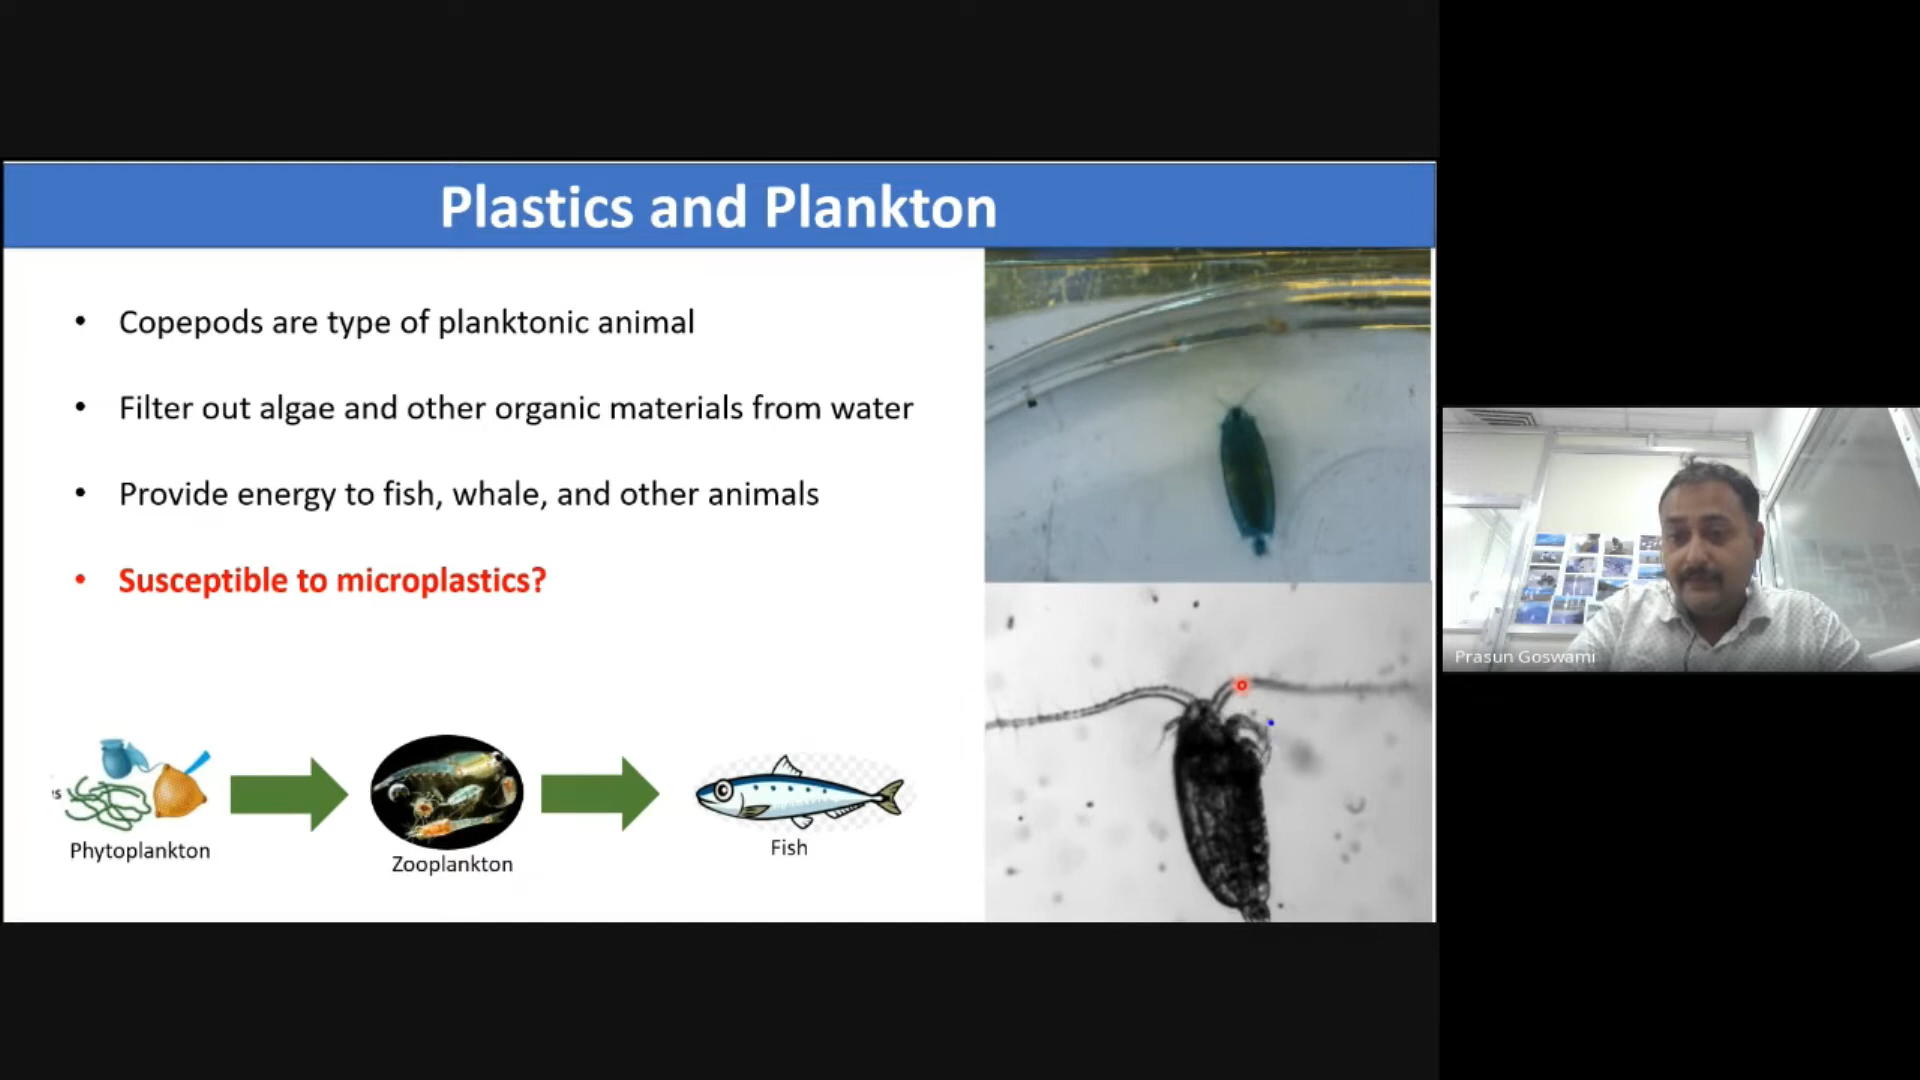 Plastics and Plankton
• Copepods are type of planktonic animal
• Filter out algae and other organic materials from water
• Provide energy to fish, whale, and other animals
• Susceptible to microplastics?
s
Phytoplankton
Zooplankton
Fish
Prasun Goswami